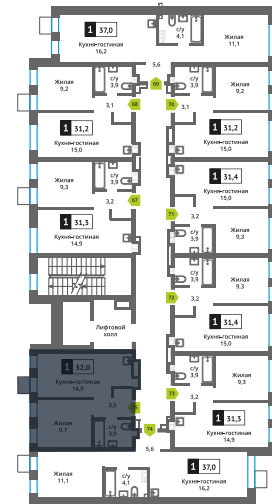 1 37,0
Кухня-гостиная
16,2
с/у
4,1
Жилая
11,1
5,6
69
Жилая
9,2
с/у
3,9
с/у
3,9
Жилая
9,2
3,1
68
70
3,1
1 31,2
Кухня-гостиная
15,0
1 31,2
Кухня-гостиная
15,0
Жилая
9,3
с/у
3,9
1 31,4
Кухня-гостиная
15,0
3,2
67
1 31,3
Кухня-гостиная
14,9
71
3,2
с/у
3,9
Жилая
9,3
с/у
3,9
Жилая
9,3
72
3,2
Лифтовой
холл
1 31,4
Кухня-гостиная
15,0
1 32,0
Кухня-гостиная
14,5
с/у
3,9
Жилая
9,3
3,5
73
3,2
Жилая
9,7
с/у
3,9
1 31,3
Кухня-гостиная
14,9
74
5,6
Жилая
11,1
с/у
4,1
1 37,0
Кухня-гостиная
16,2